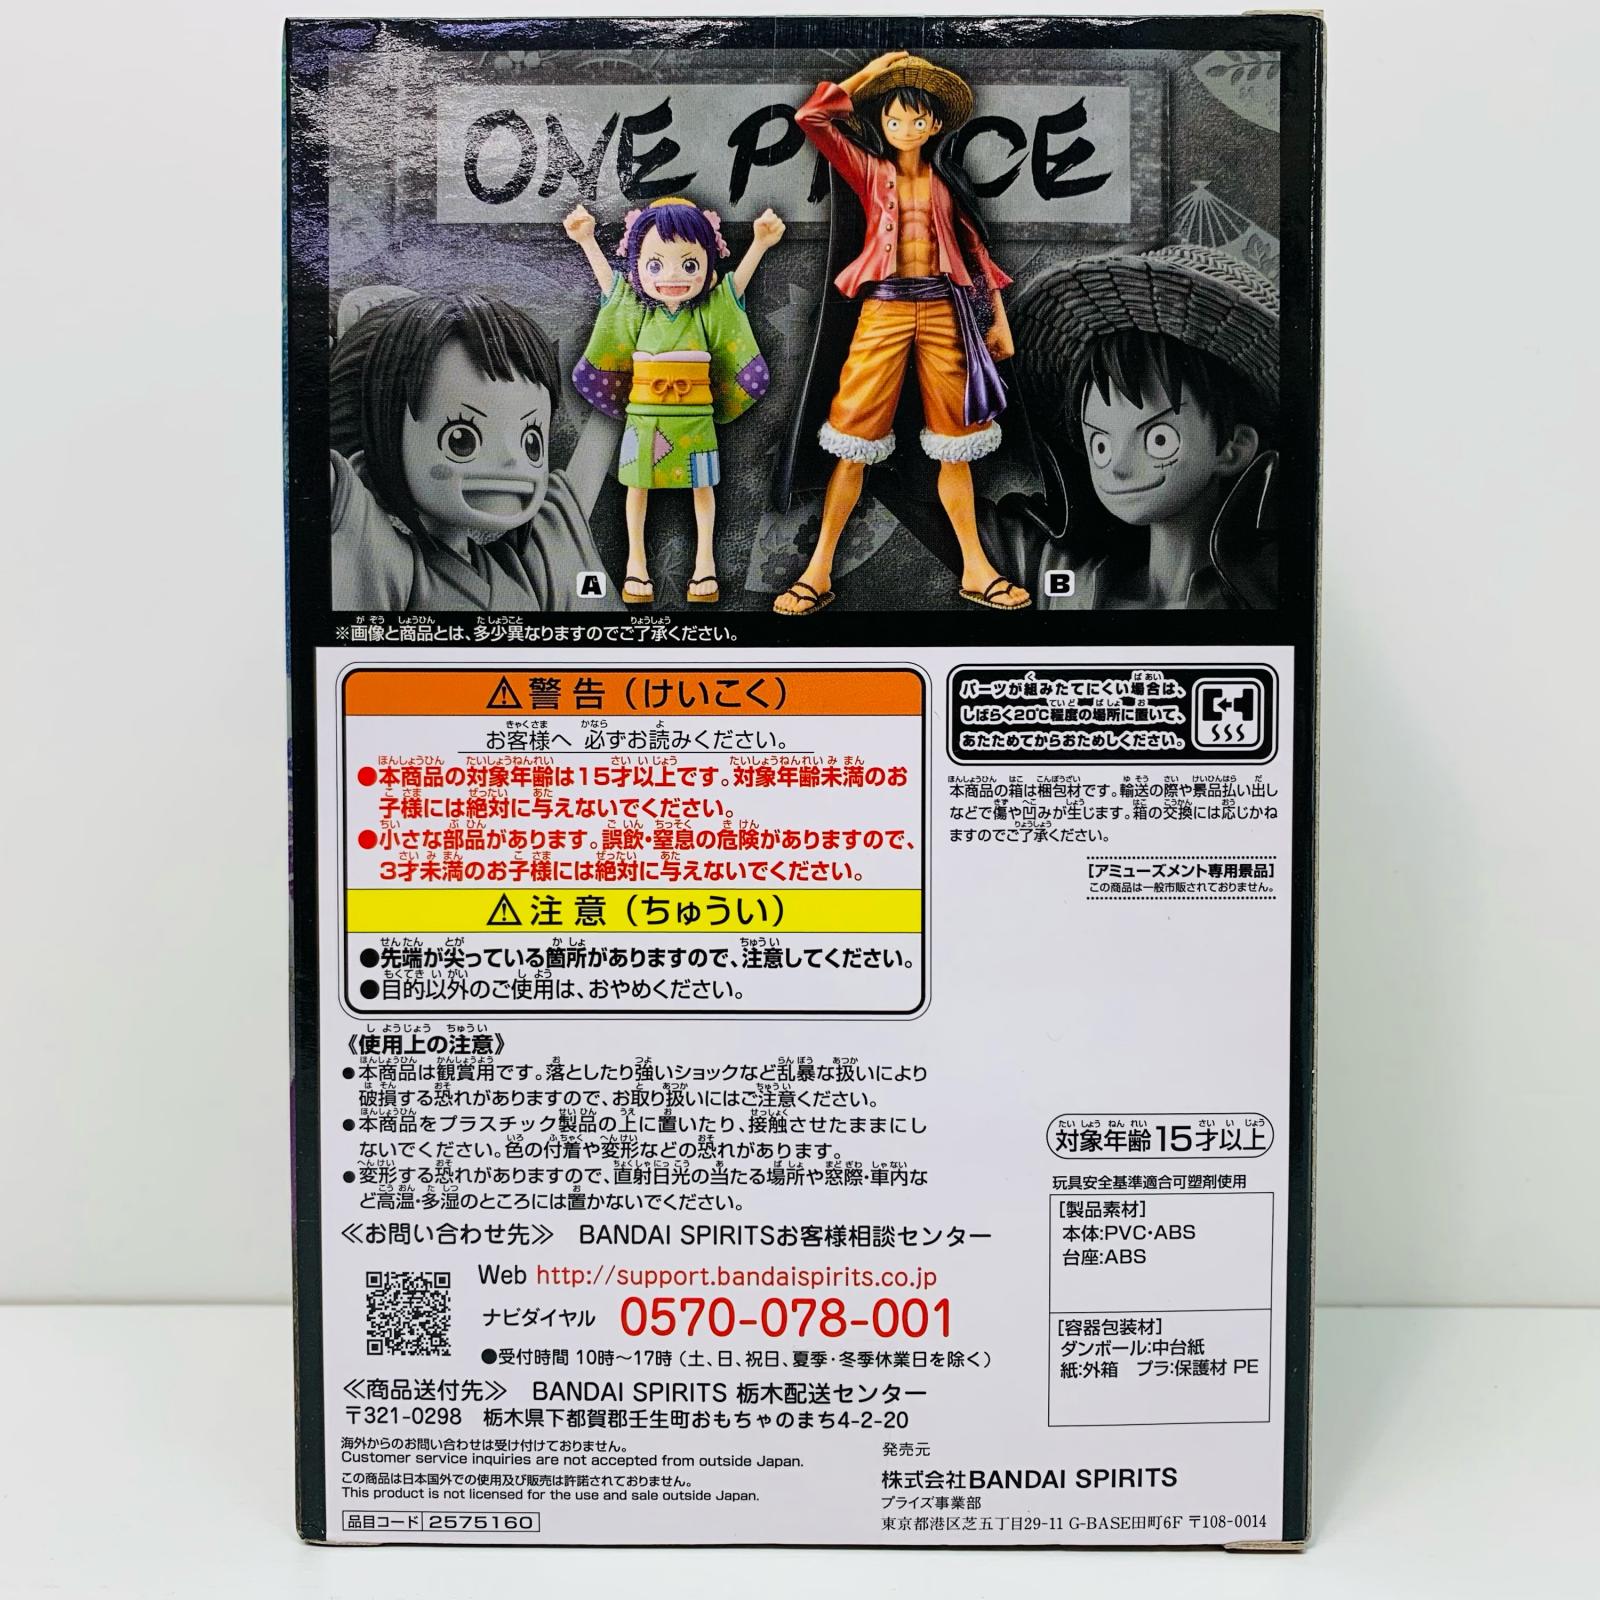 ONE PIECE
A
B
※画像と商品とは、多少異なりますのでご了承ください。
⚠警告（けいこく）
お客様へ 必ずお読みください。
●本商品の対象年齢は15才以上です。対象年齢未満のお
子様には絶対に与えないでください。
●小さな部品があります。誤飲・窒息の危険がありますので、
3才未満のお子様には絶対に与えないでください。
⚠注意（ちゅうい）
●先端が尖っている箇所がありますので、注意してください。
●目的以外のご使用は、おやめください。
パーツが組みたてにくい場合は、
しばらく20℃程度の場所に置いて、
あたためてからおためしください。
本商品の箱は梱包材です。輸送の際や景品払い出し
などで傷や凹みが生じます。箱の交換には応じかね
ますのでご了承ください。
[アミューズメント専用景品]
この商品は一般市販されておりません。
《使用上の注意》
●本商品は観賞用です。落としたり強いショックなど乱暴な扱いにより
破損する恐れがありますので、お取り扱いにはご注意ください。
●本商品をプラスチック製品の上に置いたり、接触させたままにし
ないでください。色の付着や変形などの恐れがあります。
●変形する恐れがありますので、直射日光の当たる場所や窓際・車内な
ど高温・多湿のところには置かないでください。
≪お問い合わせ先≫ BANDAI SPIRITSお客様相談センター
Web http://support.bandaispirits.co.jp
ナビダイヤル 0570-078-001
●受付時間 10時～17時（土、日、祝日、夏季・冬季休業日を除く）
≪商品送付先≫ BANDAI SPIRITS 栃木配送センター
〒321-0298 栃木県下都賀郡壬生町おもちゃのまち4-2-20
海外からのお問い合わせは受け付けておりません。
Customer service inquiries are not accepted from outside Japan.
この商品は日本国外での使用及び販売は許諾されておりません。
This product is not licensed for the use and sale outside Japan.
品目コード 2575160
対象年齢15才以上
玩具安全基準適合可塑剤使用
[製品素材]
本体:PVC・ABS
台座:ABS
[容器包装材]
ダンボール:中台紙
紙:外箱 プラ:保護材 PE
発売元
株式会社BANDAI SPIRITS
プライズ事業部
東京都港区芝五丁目29-11 G-BASE田町6F 〒108-0014